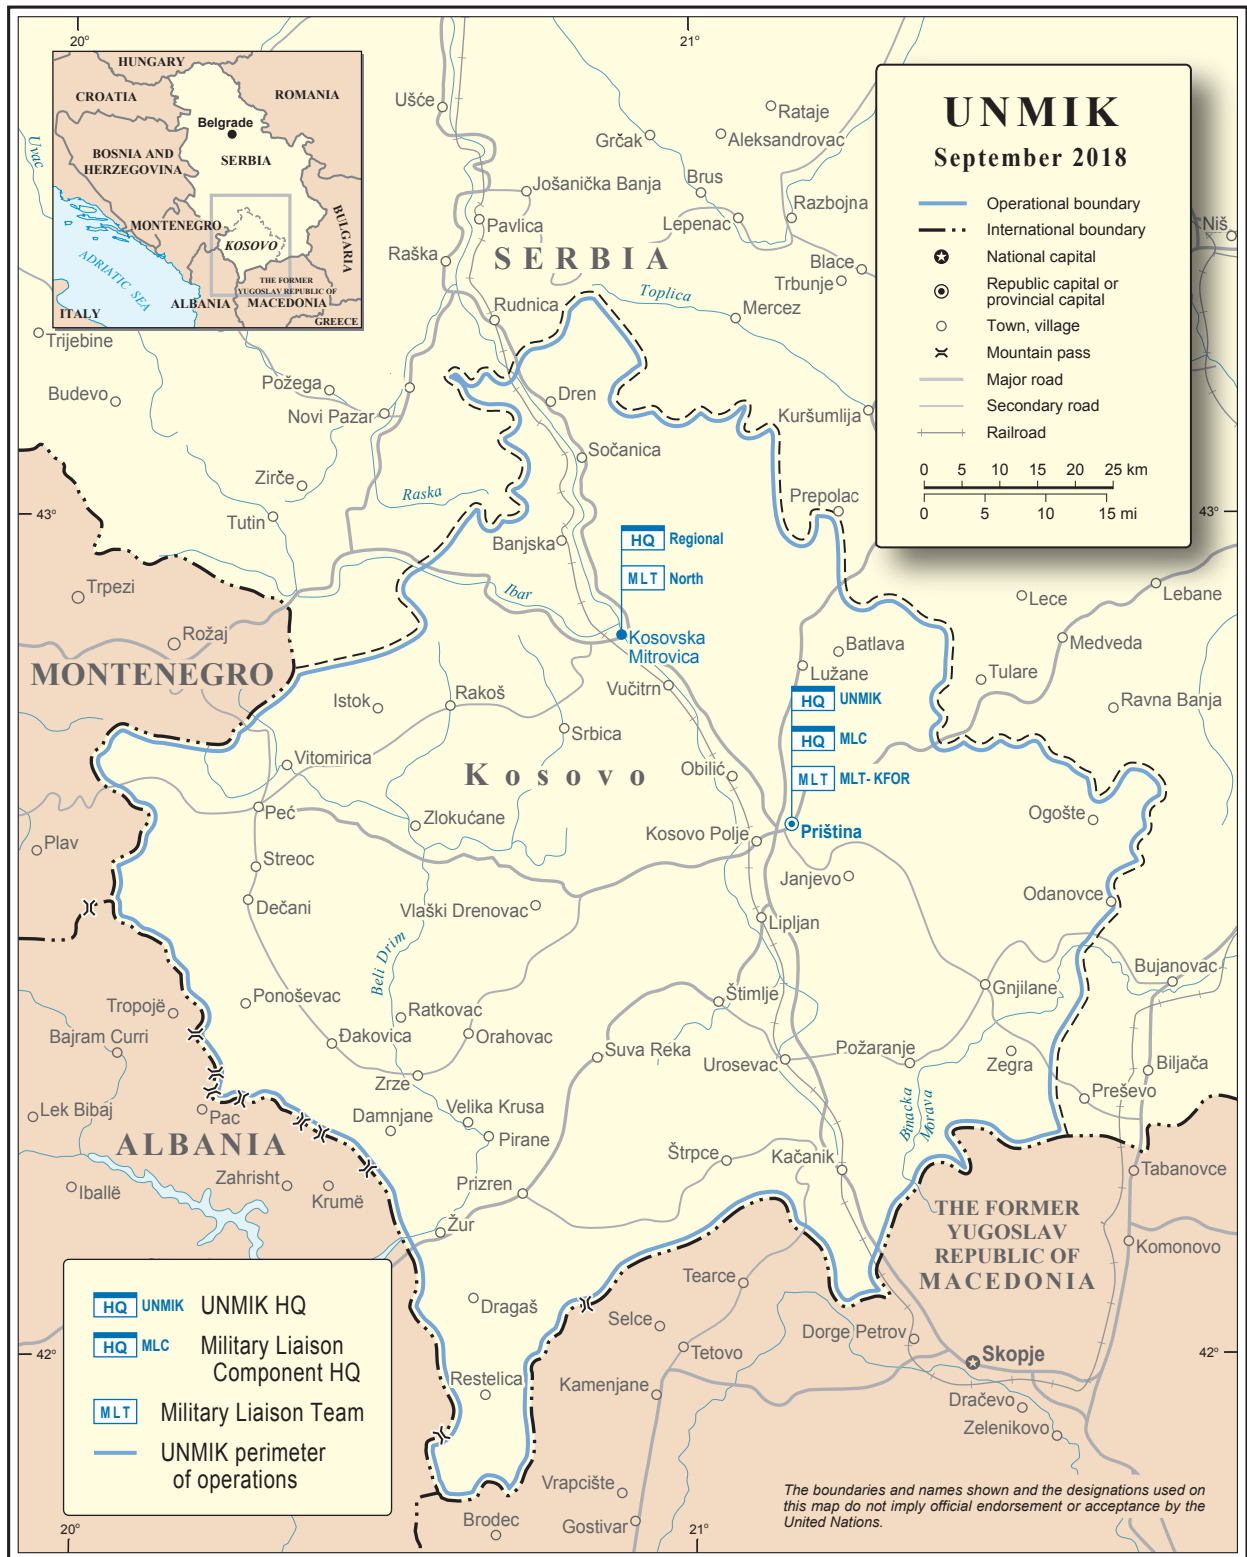 20°
21°
HUNGARY
CROATIA
ROMANIA
Belgrade
BOSNIA AND
HERZEGOVINA
SERBIA
MONTENEGRO
KOSOVO
BULGARIA
ADRIATIC SEA
THE FORMER
YUGOSLAV REPUBLIC OF
MACEDONIA
ALBANIA
ITALY
GREECE
UNMIK
September 2018
Operational boundary
International boundary
National capital
Republic capital or
provincial capital
Town, village
Mountain pass
Major road
Secondary road
Railroad
0 5 10 15 20 25 km
0 5 10 15 mi
Uvac
Ušće
Rataje
Grčak
Aleksandrovac
Jošanička Banja
Brus
Razbojna
Pavlica
Lepenac
Niš
Raška
SERBIA
Blace
Trbunje
Toplica
Rudnica
Mercez
Trijebine
Budevo
Požega
Novi Pazar
Dren
Kuršumlija
Sočanica
Zirče
Raska
Prepolac
43°
43°
Tutin
Banjska
HQ Regional
MLT North
Ibar
Trpezi
Lece
Lebane
Rožaj
Kosovska
Mitrovica
Batlava
Medveda
MONTENEGRO
Lužane
Tulare
Vučitrn
Istok
Rakoš
HQ UNMIK
Ravna Banja
Srbica
HQ MLC
Vitomirica
Kosovo
Obilić
MLT MLT-KFOR
Peć
Zlokućane
Ogošte
Kosovo Polje
Priština
Plav
Streoc
Janjevo
Dečani
Vlaški Drenovac
Odanovce
Lipljan
Beli Drim
Bujanovac
Gnjilane
Ponoševac
Štimlje
Tropojë
Ratkovac
Bajram Curri
Đakovica
Orahovac
Suva Reka
Urosevac
Požaranje
Zegra
Biljača
Zrze
Preševo
Lek Bibaj
Pac
Damnjane
Velika Krusa
Binacka
Morava
ALBANIA
Pirane
Štrpce
Kačanik
Tabanovce
Iballë
Zahrisht
Krumë
Prizren
Žur
THE FORMER
YUGOSLAV
REPUBLIC OF
MACEDONIA
Komonovo
Tearce
Dragaš
Selce
Dorge Petrov
Tetovo
Skopje
42°
42°
Restelica
Kamenjane
Dračevo
Zelenikovo
HQ UNMIK UNMIK HQ
HQ MLC Military Liaison
Component HQ
MLT Military Liaison Team
UNMIK perimeter
of operations
Vrapcište
Brodec
Gostivar
The boundaries and names shown and the designations used on
this map do not imply official endorsement or acceptance by the
United Nations.
20°
21°